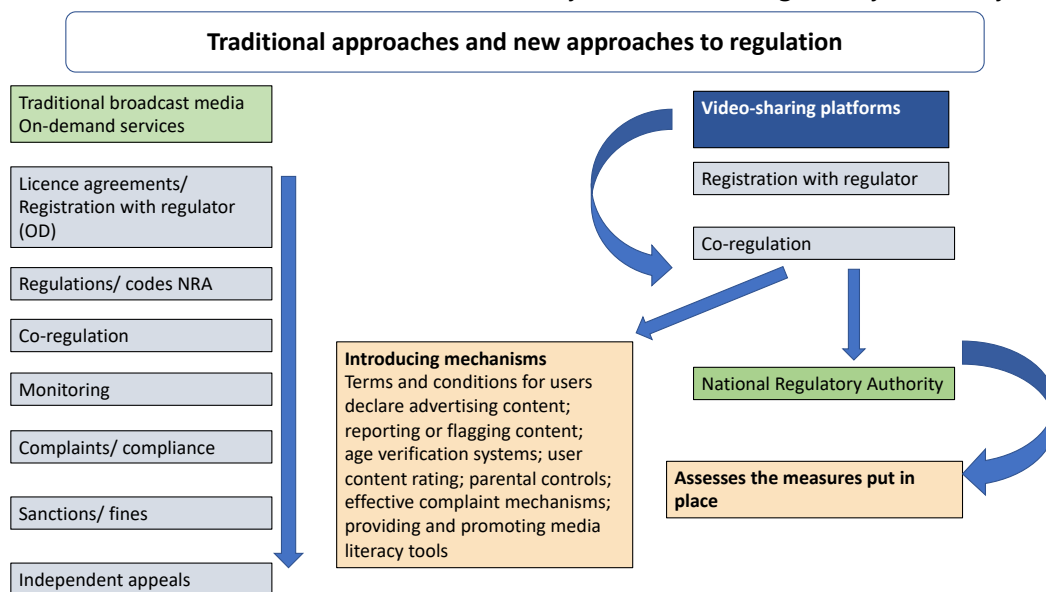 Traditional approaches and new approaches to regulation
Traditional broadcast media
On-demand services
Licence agreements/
Registration with regulator
(OD)
Regulations/ codes NRA
Co-regulation
Monitoring
Complaints/ compliance
Sanctions/ fines
Independent appeals
Video-sharing platforms
Registration with regulator
Co-regulation
Introducing mechanisms
Terms and conditions for users
declare advertising content;
reporting or flagging content;
age verification systems; user
content rating; parental controls;
effective complaint mechanisms;
providing and promoting media
literacy tools
National Regulatory Authority
Assesses the measures put in
place